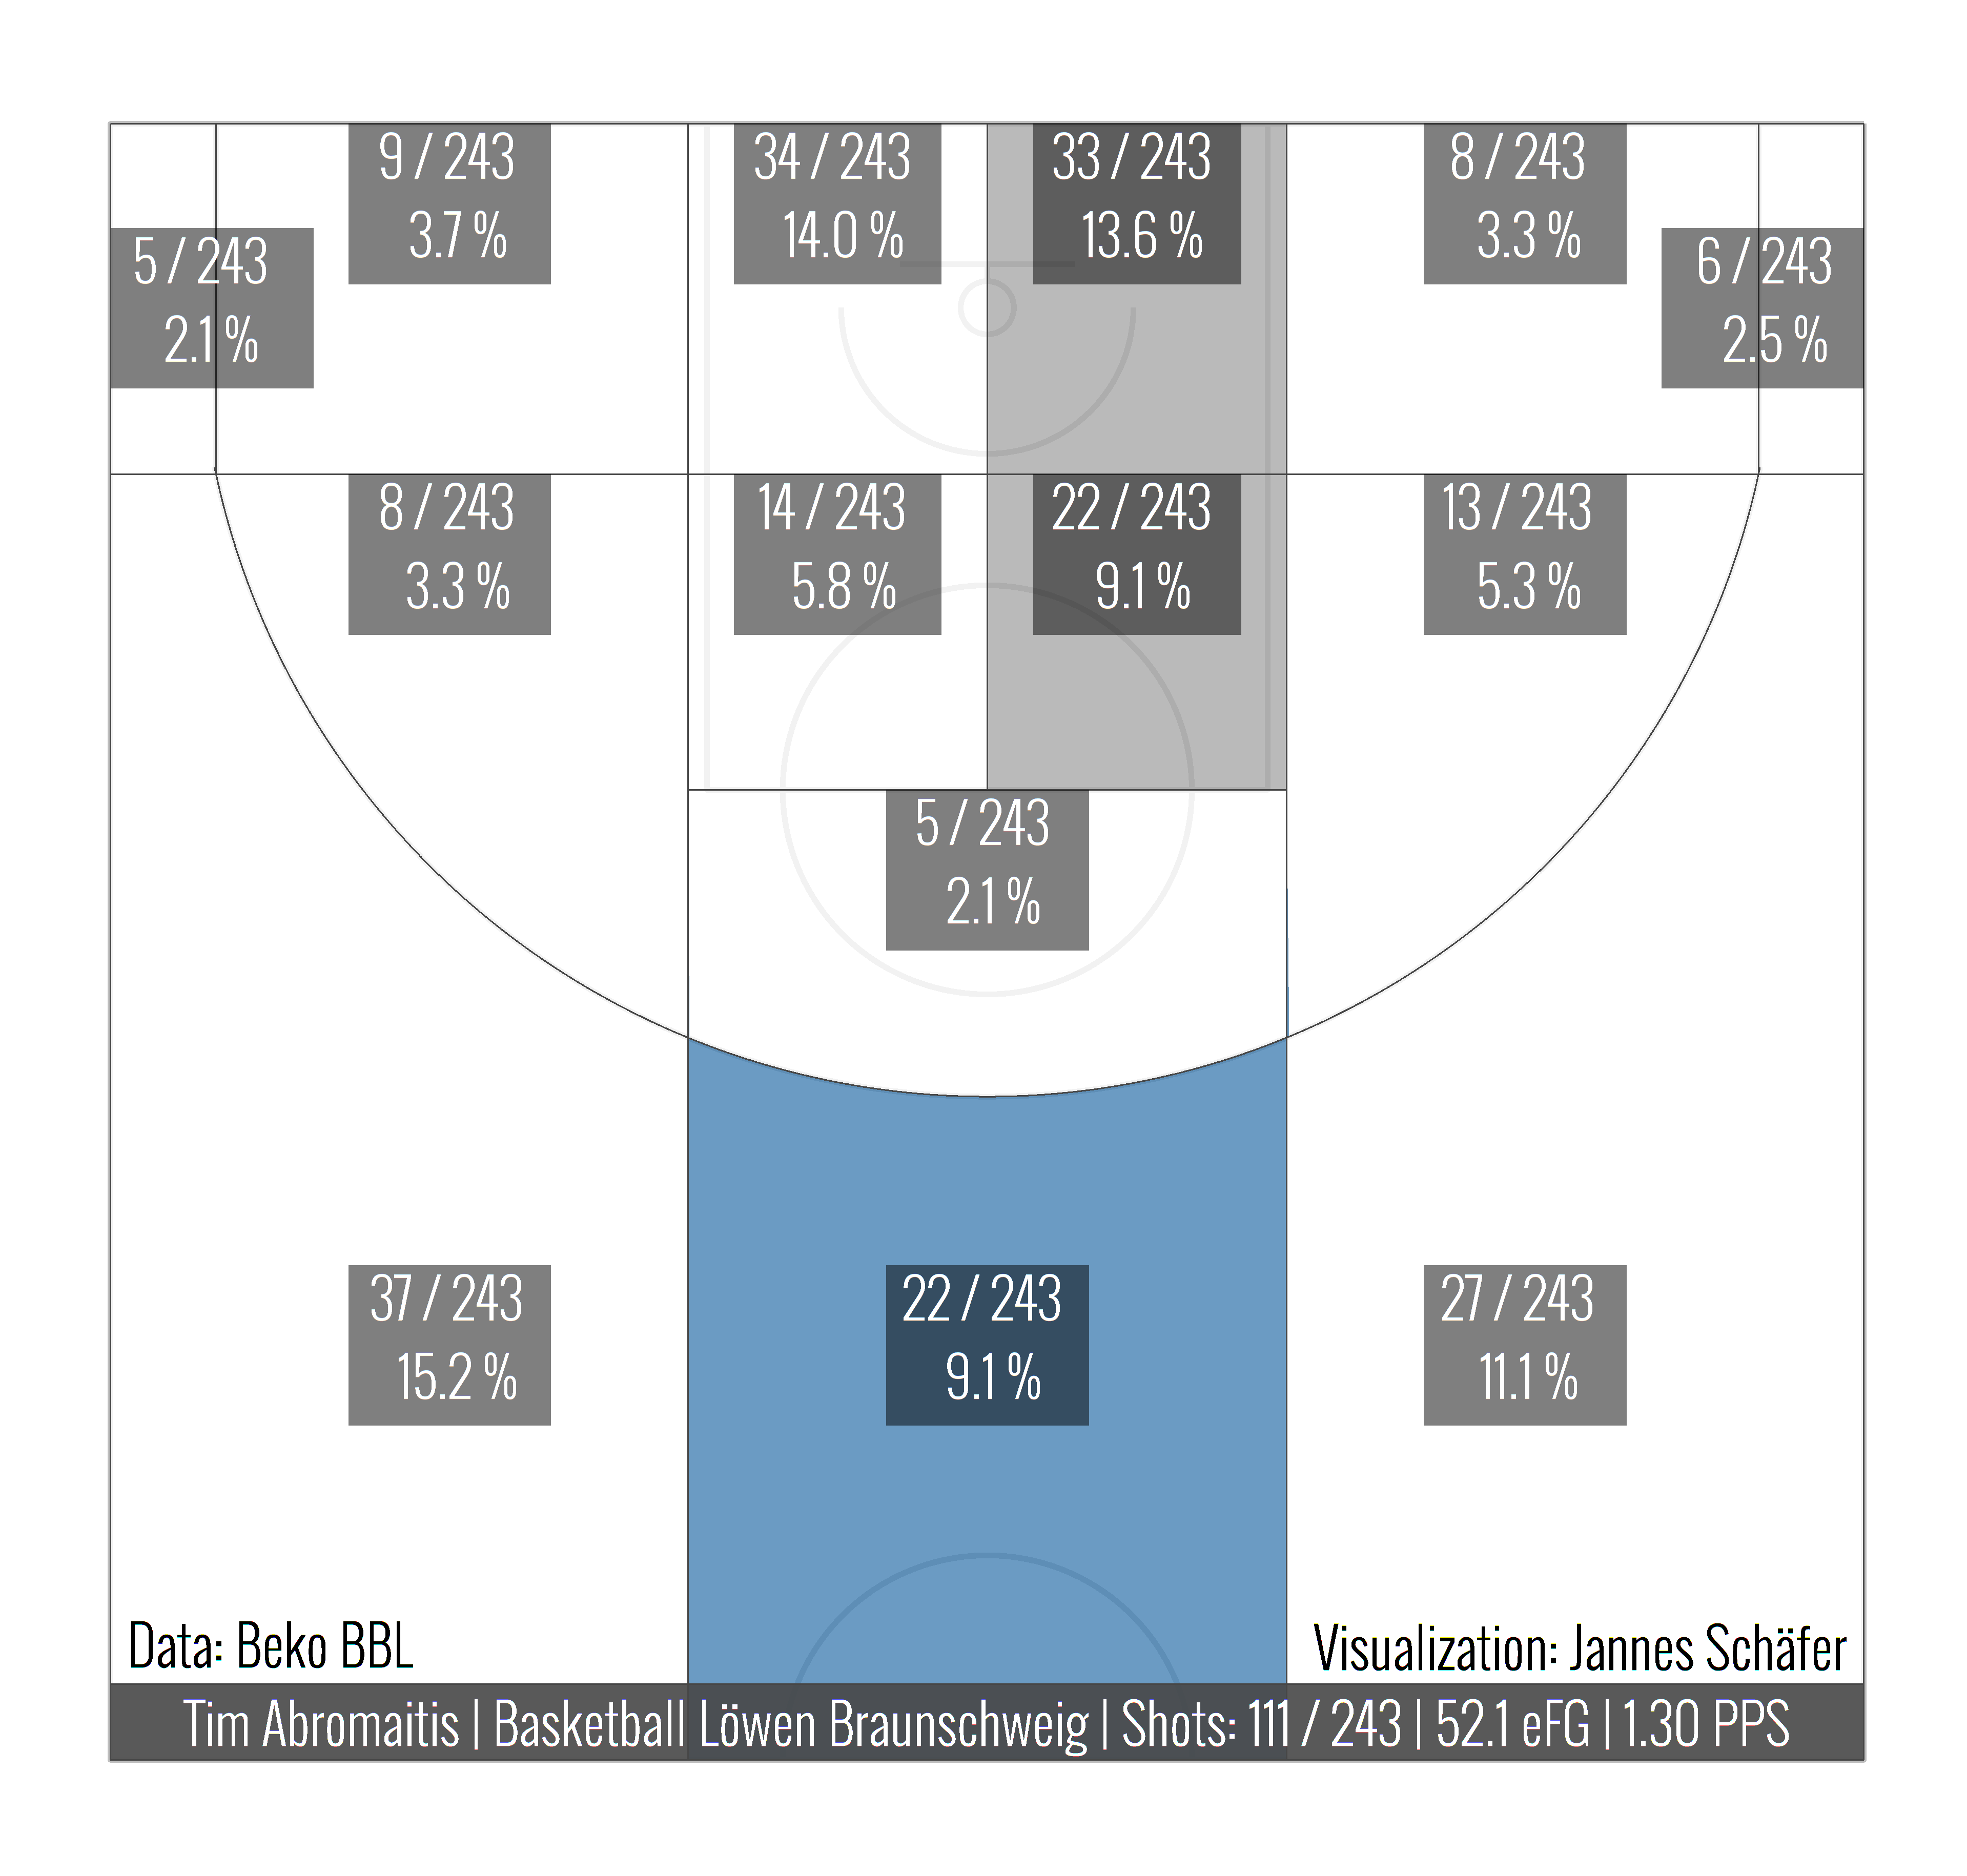 9 / 243
3.7 %
34 / 243
14.0 %
33 / 243
13.6 %
8 / 243
3.3 %
5 / 243
2.1 %
6 / 243
2.5 %
8 / 243
3.3 %
14 / 243
5.8 %
22 / 243
9.1 %
13 / 243
5.3 %
5 / 243
2.1 %
37 / 243
15.2 %
22 / 243
9.1 %
27 / 243
11.1 %
Data: Beko BBL
Visualization: Jannes Schäfer
Tim Abromaitis | Basketball Löwen Braunschweig | Shots: 111 / 243 | 52.1 eFG | 1.30 PPS